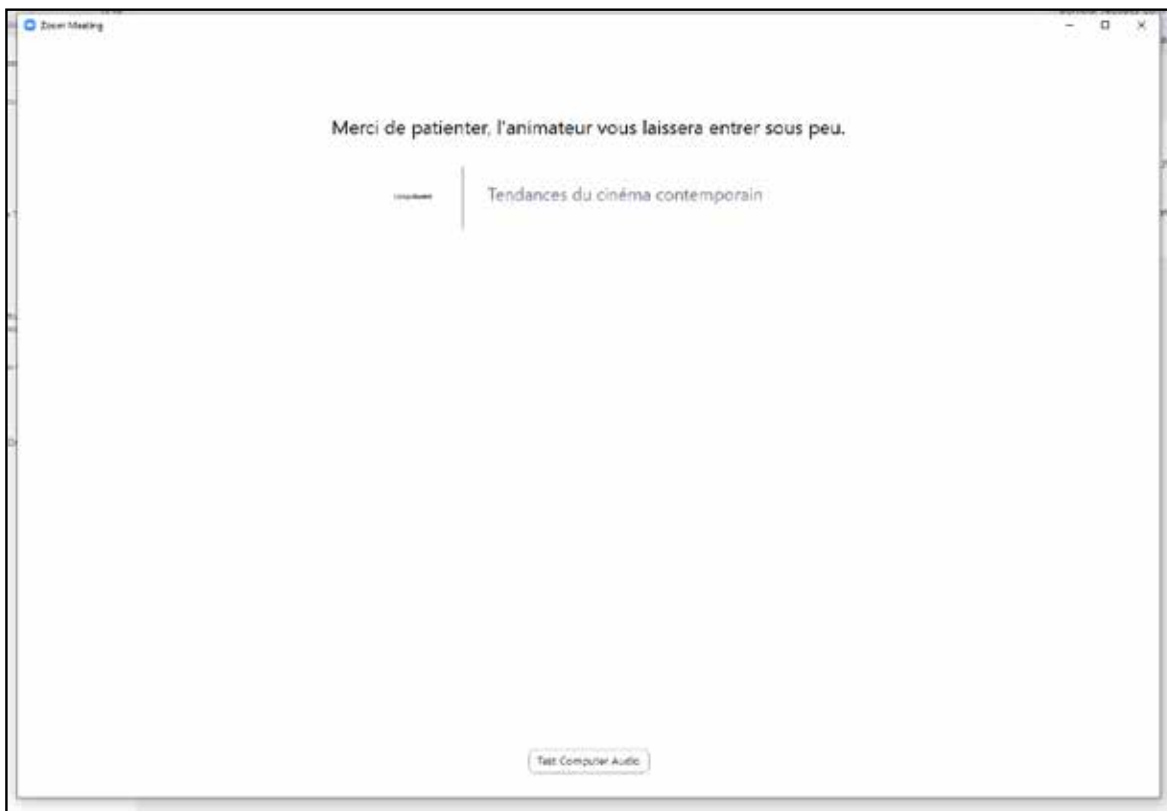 Zoom Meeting
Merci de patienter, l'animateur vous laissera entrer sous peu.
Tendances du cinéma contemporain
Test Computer Audio